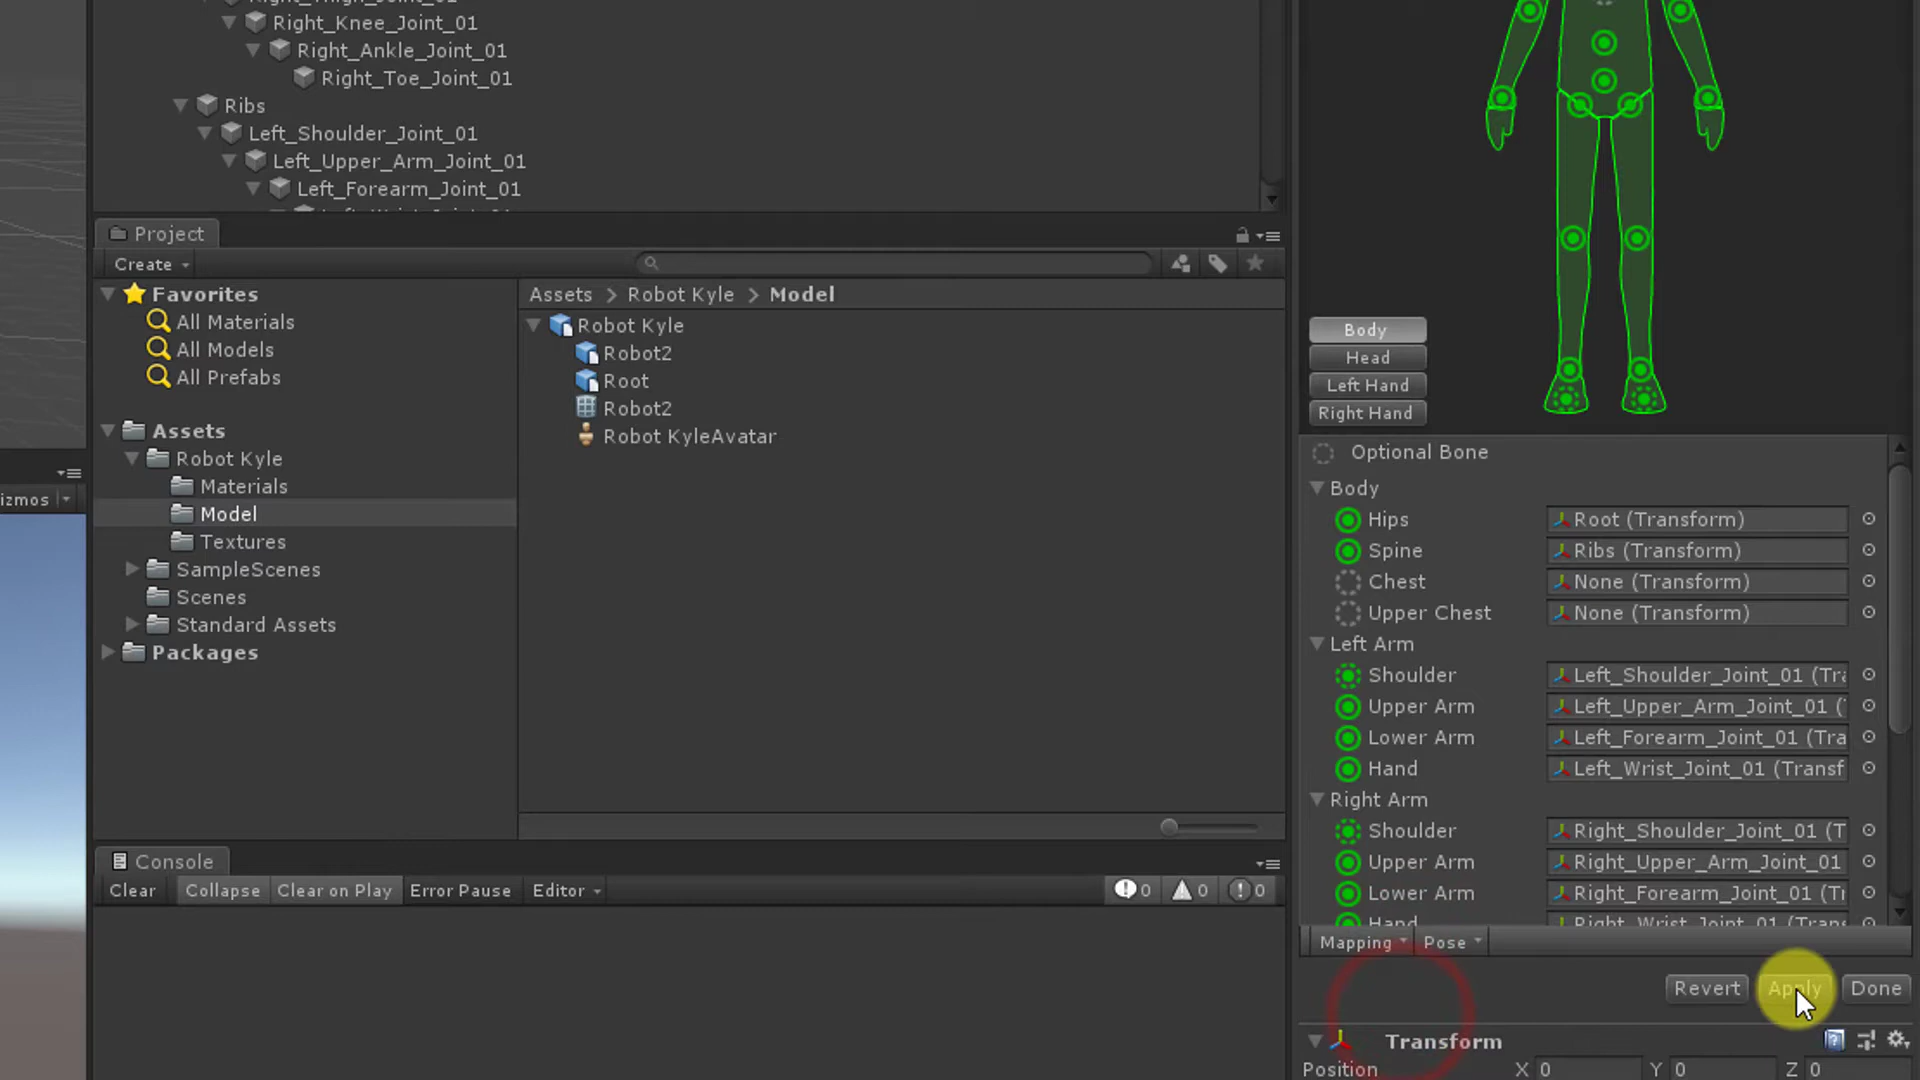 Right_Knee_Joint_01
Right_Ankle_Joint_01
Right_Toe_Joint_01
Ribs
Left_Shoulder_Joint_01
Left_Upper_Arm_Joint_01
Left_Forearm_Joint_01
Project
Create
Favorites
All Materials
All Models
All Prefabs
Assets
Robot Kyle
Materials
Model
Textures
SampleScenes
Scenes
Standard Assets
Packages
Assets > Robot Kyle > Model
Robot Kyle
Robot2
Root
Robot2
Robot KyleAvatar
izmos
Console
Clear Collapse Clear on Play Error Pause Editor 0 0 0
Body
Head
Left Hand
Right Hand
Optional Bone
Body
Hips Root (Transform)
Spine Ribs (Transform)
Chest None (Transform)
Upper Chest None (Transform)
Left Arm
Shoulder Left_Shoulder_Joint_01 (Tra
Upper Arm Left_Upper_Arm_Joint_01 (
Lower Arm Left_Forearm_Joint_01 (Tra
Hand Left_Wrist_Joint_01 (Transf
Right Arm
Shoulder Right_Shoulder_Joint_01 (T
Upper Arm Right_Upper_Arm_Joint_01
Lower Arm Right_Forearm_Joint_01 (Tr
Hand Right_Wrist_Joint_01 (Trans
Mapping Pose
Revert Apply Done
Transform
Position X 0 Y 0 Z 0